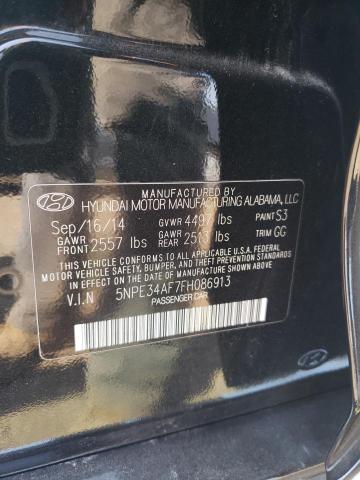 MANUFACTURED BY
HYUNDAI MOTOR MANUFACTURING ALABAMA, LLC
Sep/16/14 GVWR 4497 lbs PAINT S3
GAWR FRONT 2557 lbs GAWR REAR 2513 lbs TRIM GG
THIS VEHICLE CONFORMS TO ALL APPLICABLE U.S.A. FEDERAL
MOTOR VEHICLE SAFETY, BUMPER, AND THEFT PREVENTION
STANDARDS IN EFFECT ON THE DATE OF MANUFACTURE SHOWN ABOVE.
V.I.N 5NPE34AF7FH086913
PASSENGER CAR